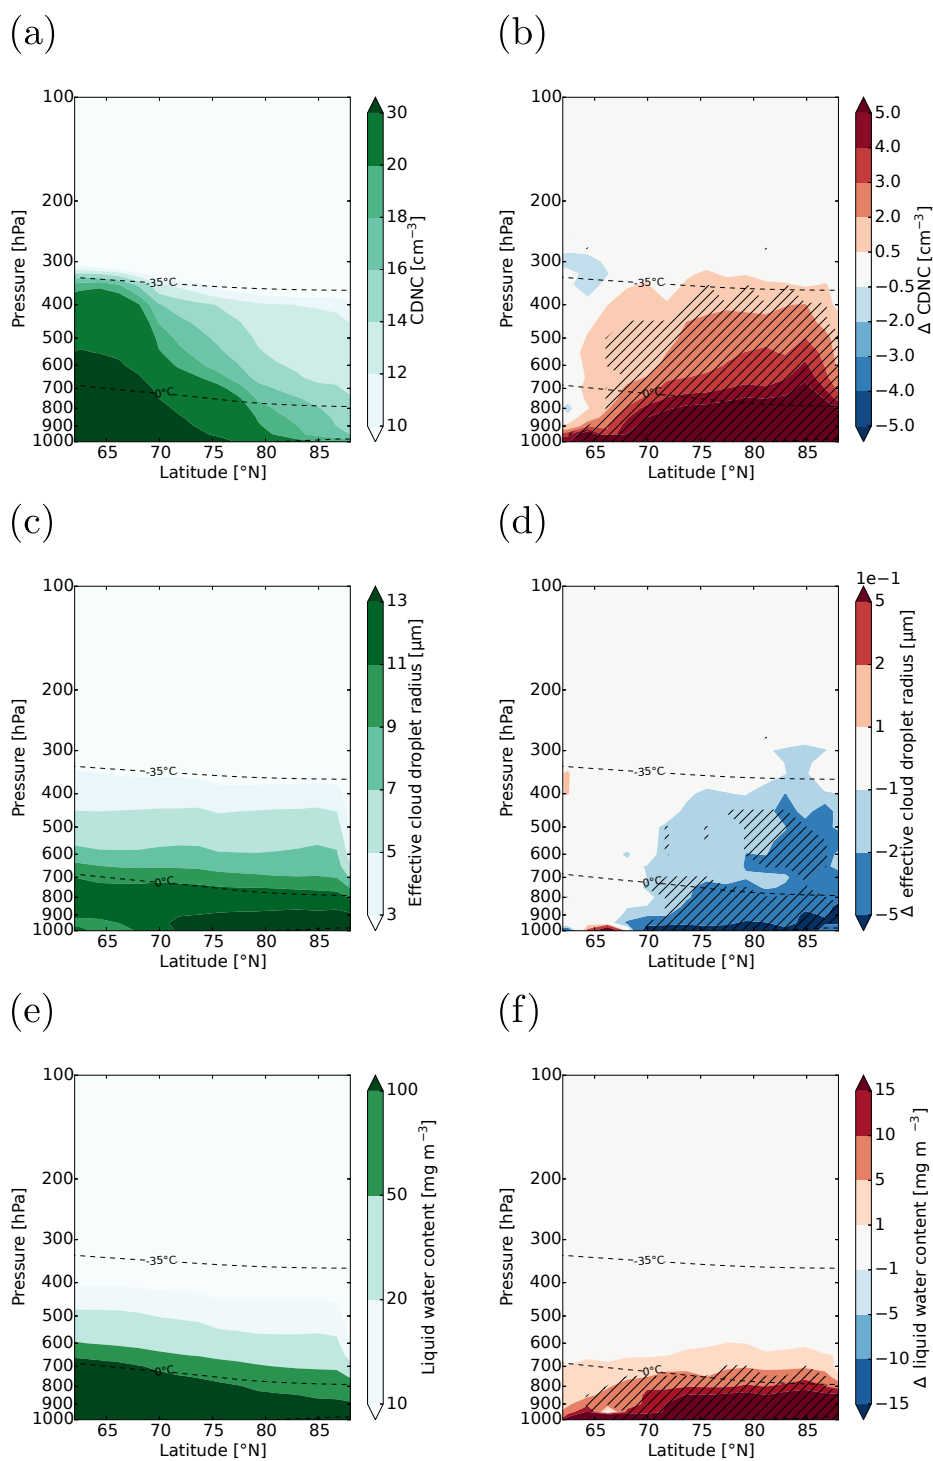 (a)
(b)
100
200
300
400
500
600
700
800
900
1000
Pressure [hPa]
65 70 75 80 85
Latitude [°N]
-35°C
0°C
30
20
18
16
14
12
10
CDNC [cm−3]
100
200
300
400
500
600
700
800
900
1000
Pressure [hPa]
65 70 75 80 85
Latitude [°N]
-35°C
0°C
5.0
4.0
3.0
2.0
0.5
−0.5
−2.0
−3.0
−4.0
−5.0
Δ CDNC [cm−3]
(c)
(d)
100
200
300
400
500
600
700
800
900
1000
Pressure [hPa]
65 70 75 80 85
Latitude [°N]
-35°C
0°C
13
11
9
7
5
3
Effective cloud droplet radius [µm]
100
200
300
400
500
600
700
800
900
1000
Pressure [hPa]
65 70 75 80 85
Latitude [°N]
-35°C
0°C
1e−1
5
2
1
−1
−2
−5
Δ effective cloud droplet radius [µm]
(e)
(f)
100
200
300
400
500
600
700
800
900
1000
Pressure [hPa]
65 70 75 80 85
Latitude [°N]
-35°C
0°C
100
50
20
10
Liquid water content [mg m−3]
100
200
300
400
500
600
700
800
900
1000
Pressure [hPa]
65 70 75 80 85
Latitude [°N]
-35°C
0°C
15
10
5
1
−1
−5
−10
−15
Δ liquid water content [mg m −3]